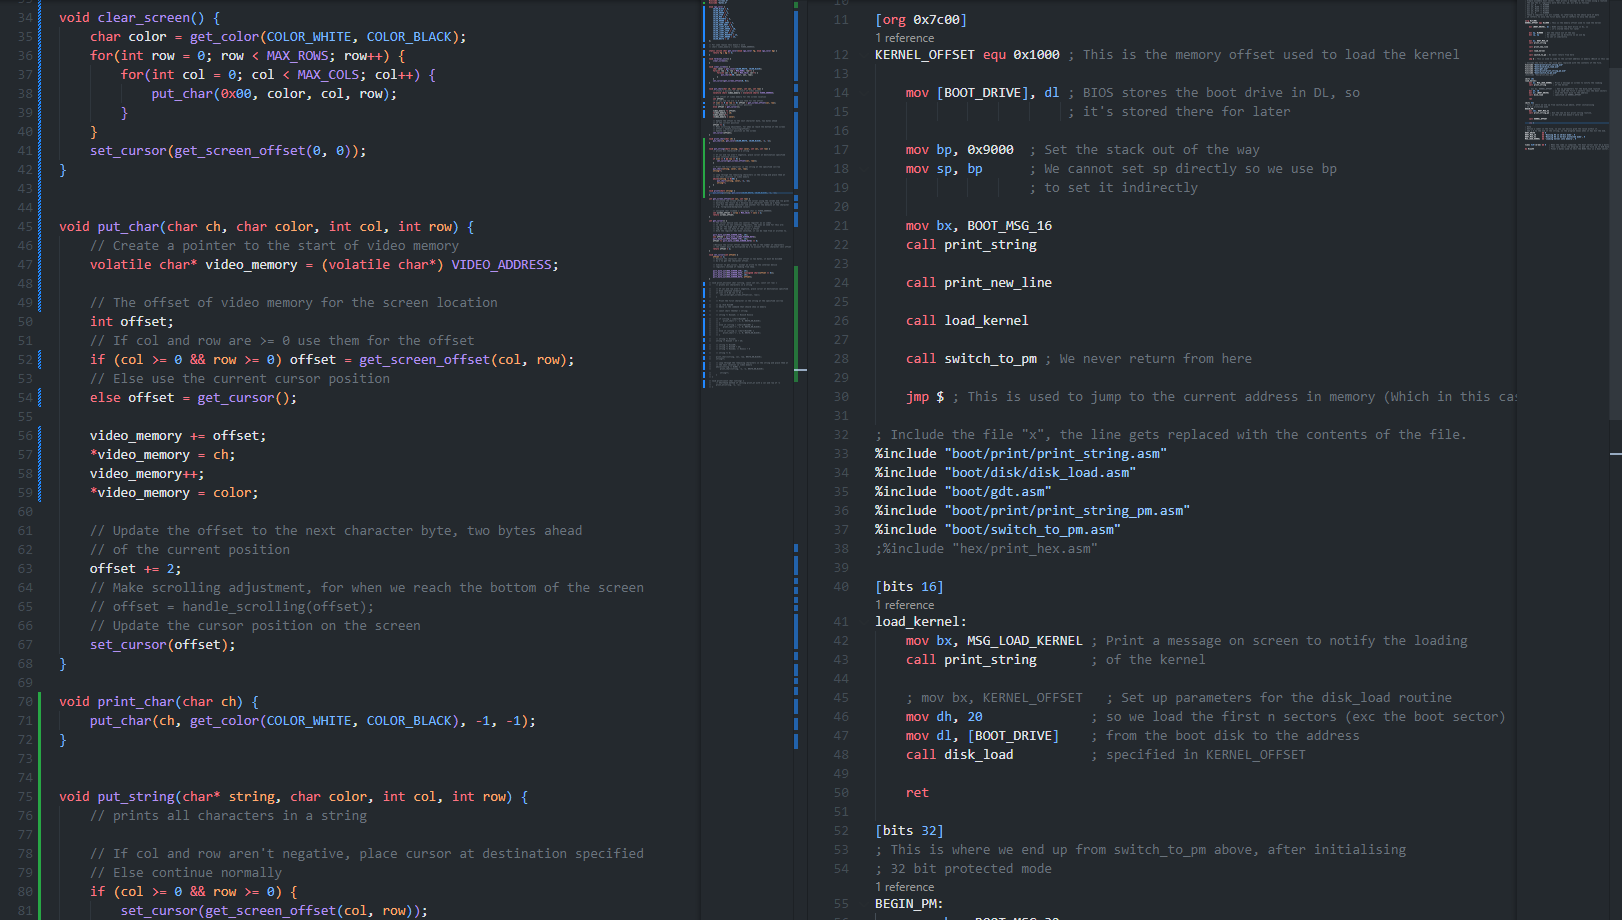 34 void clear_screen() {
35 char color = get_color(COLOR_WHITE, COLOR_BLACK);
36 for(int row = 0; row < MAX_ROWS; row++) {
37 for(int col = 0; col < MAX_COLS; col++) {
38 put_char(0x00, color, col, row);
39 }
40 }
41 set_cursor(get_screen_offset(0, 0));
42 }
43
44
45 void put_char(char ch, char color, int col, int row) {
46 // Create a pointer to the start of video memory
47 volatile char* video_memory = (volatile char*) VIDEO_ADDRESS;
48
49 // The offset of video memory for the screen location
50 int offset;
51 // If col and row are >= 0 use them for the offset
52 if (col >= 0 && row >= 0) offset = get_screen_offset(col, row);
53 // Else use the current cursor position
54 else offset = get_cursor();
55
56 video_memory += offset;
57 *video_memory = ch;
58 video_memory++;
59 *video_memory = color;
60
61 // Update the offset to the next character byte, two bytes ahead
62 // of the current position
63 offset += 2;
64 // Make scrolling adjustment, for when we reach the bottom of the screen
65 // offset = handle_scrolling(offset);
66 // Update the cursor position on the screen
67 set_cursor(offset);
68 }
69
70 void print_char(char ch) {
71 put_char(ch, get_color(COLOR_WHITE, COLOR_BLACK), -1, -1);
72 }
73
74
75 void put_string(char* string, char color, int col, int row) {
76 // prints all characters in a string
77
78 // If col and row aren't negative, place cursor at destination specified
79 // Else continue normally
80 if (col >= 0 && row >= 0) {
81 set_cursor(get_screen_offset(col, row));
10
11 [org 0x7c00]
1 reference
12 KERNEL_OFFSET equ 0x1000 ; This is the memory offset used to load the kernel
13
14 mov [BOOT_DRIVE], dl ; BIOS stores the boot drive in DL, so
15 ; it's stored there for later
16
17 mov bp, 0x9000 ; Set the stack out of the way
18 mov sp, bp ; We cannot set sp directly so we use bp
19 ; to set it indirectly
20
21 mov bx, BOOT_MSG_16
22 call print_string
23
24 call print_new_line
25
26 call load_kernel
27
28 call switch_to_pm ; We never return from here
29
30 jmp $ ; This is used to jump to the current address in memory (Which in this cas
31
32 ; Include the file "x", the line gets replaced with the contents of the file.
33 %include "boot/print/print_string.asm"
34 %include "boot/disk/disk_load.asm"
35 %include "boot/gdt.asm"
36 %include "boot/print/print_string_pm.asm"
37 %include "boot/switch_to_pm.asm"
38 ;%include "hex/print_hex.asm"
39
40 [bits 16]
1 reference
41 load_kernel:
42 mov bx, MSG_LOAD_KERNEL ; Print a message on screen to notify the loading
43 call print_string ; of the kernel
44
45 ; mov bx, KERNEL_OFFSET ; Set up parameters for the disk_load routine
46 mov dh, 20 ; so we load the first n sectors (exc the boot sector)
47 mov dl, [BOOT_DRIVE] ; from the boot disk to the address
48 call disk_load ; specified in KERNEL_OFFSET
49
50 ret
51
52 [bits 32]
53 ; This is where we end up from switch_to_pm above, after initialising
54 ; 32 bit protected mode
1 reference
55 BEGIN_PM: